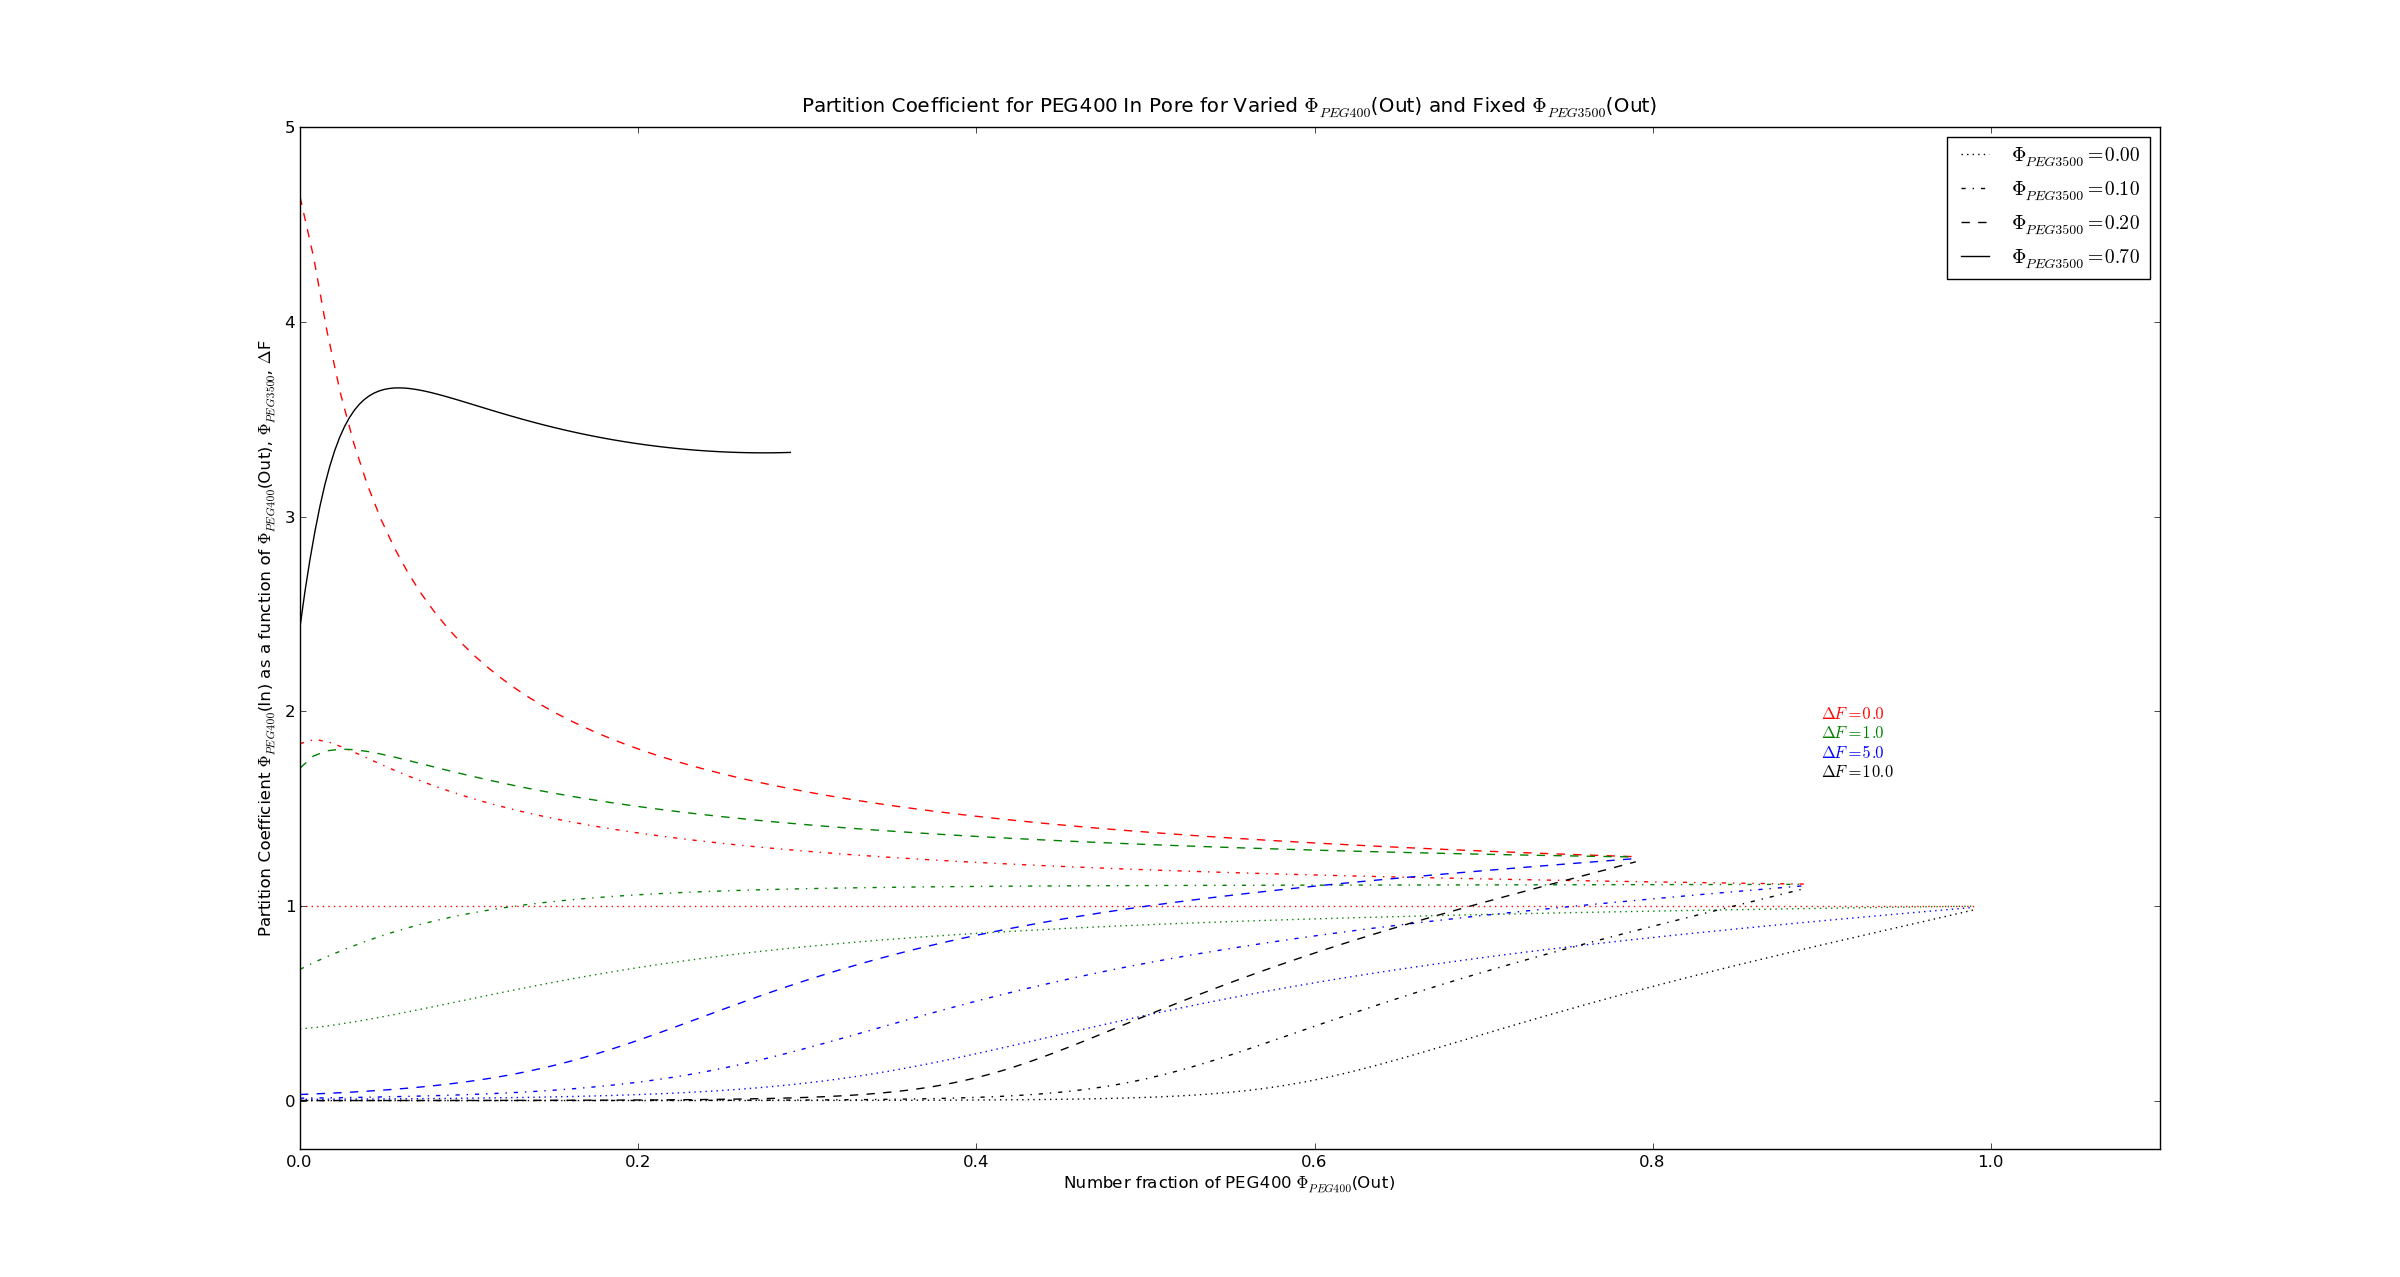 Partition Coefficient for PEG400 In Pore for Varied Φ_PEG400(Out) and Fixed Φ_PEG3500(Out)
Partition Coefficient Φ_PEG400(In) as a function of Φ_PEG400(Out), Φ_PEG3500, ΔF
5
4
3
2
1
0
Φ_PEG3500 = 0.00
Φ_PEG3500 = 0.10
Φ_PEG3500 = 0.20
Φ_PEG3500 = 0.70
ΔF = 0.0
ΔF = 1.0
ΔF = 5.0
ΔF = 10.0
0.0 0.2 0.4 0.6 0.8 1.0
Number fraction of PEG400 Φ_PEG400(Out)